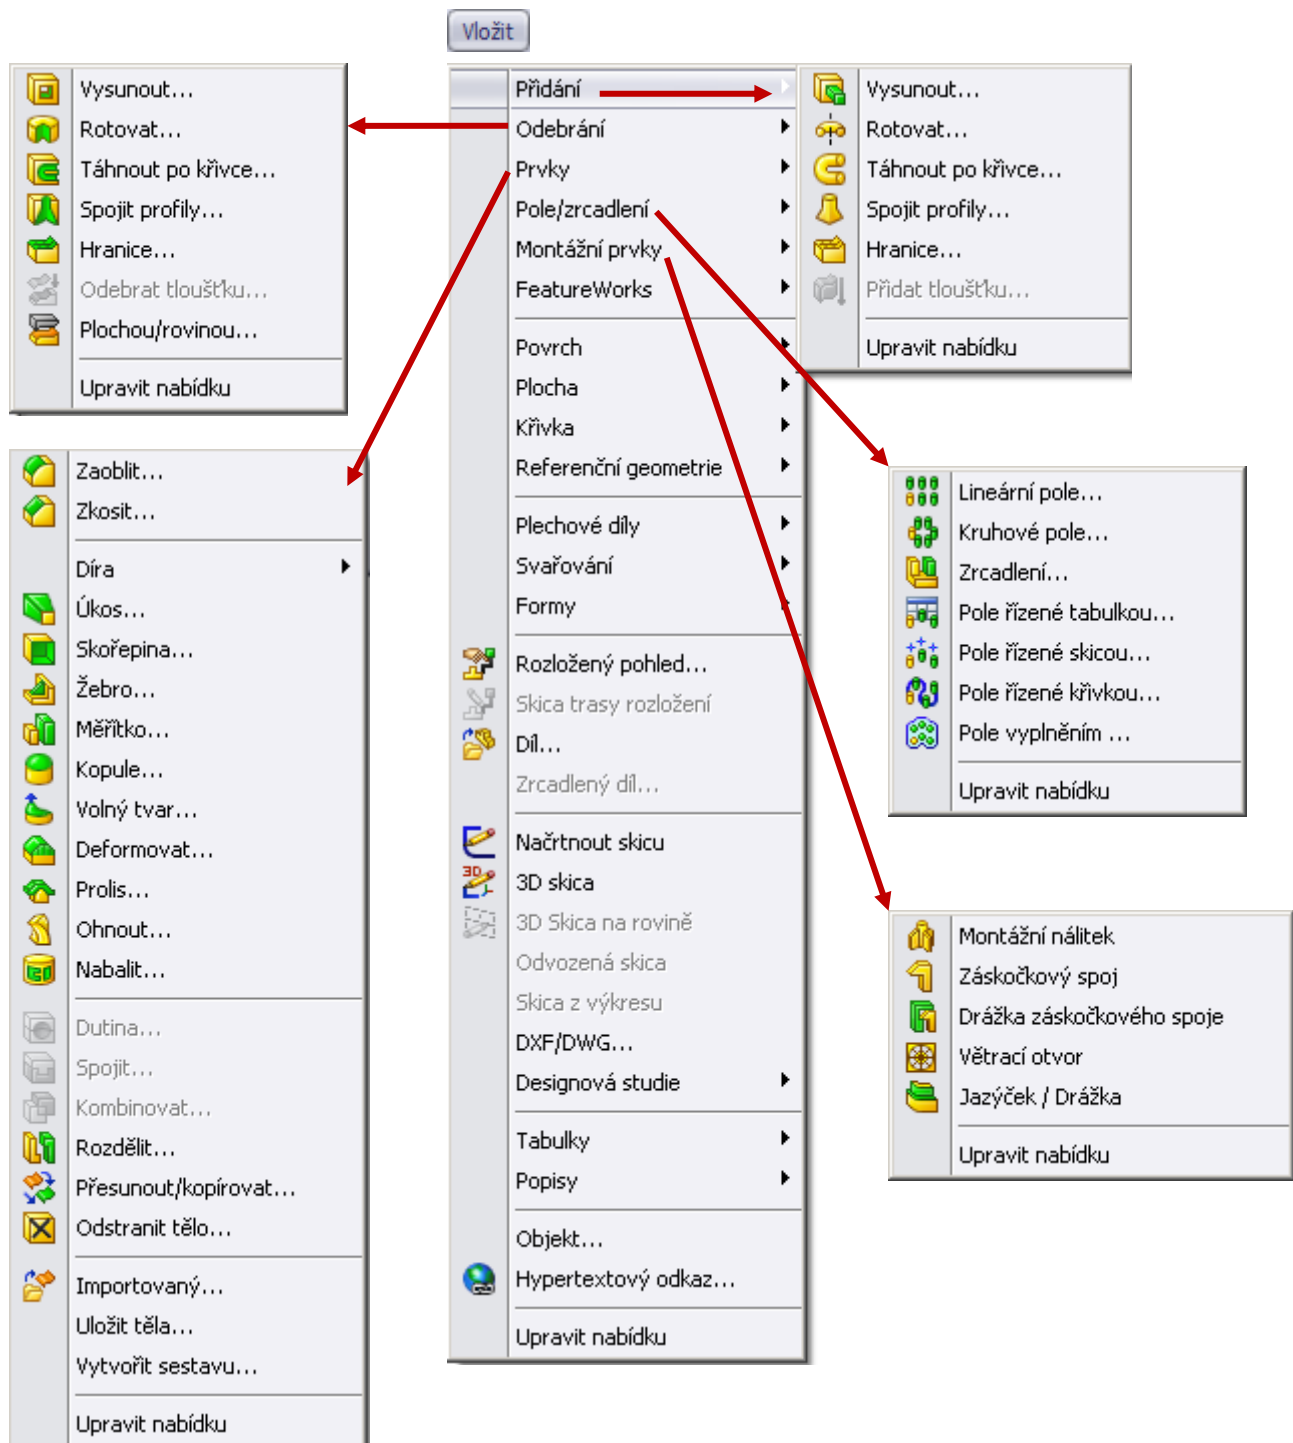 Vložit
Vysunout...
Rotovat...
Táhnout po křivce...
Spojit profily...
Hranice...
Odebrat tloušťku...
Plochou/rovinou...
Upravit nabídku
Přidání
Odebrání
Prvky
Pole/zrcadlení
Montážní prvky
FeatureWorks
Povrch
Plocha
Křivka
Referenční geometrie
Plechové díly
Svařování
Formy
Rozložený pohled...
Skica trasy rozložení
Díl...
Zrcadlený díl...
Načrtnout skicu
3D skica
3D Skica na rovině
Odvozená skica
Skica z výkresu
DXF/DWG...
Designová studie
Tabulky
Popisy
Objekt...
Hypertextový odkaz...
Upravit nabídku
Vysunout...
Rotovat...
Táhnout po křivce...
Spojit profily...
Hranice...
Přidat tloušťku...
Upravit nabídku
Zaoblit...
Zkosit...
Díra
Úkos...
Skořepina...
Žebro...
Měřítko...
Kopule...
Volný tvar...
Deformovat...
Prolis...
Ohnout...
Nabalit...
Dutina...
Spojit...
Kombinovat...
Rozdělit...
Přesunout/kopírovat...
Odstranit tělo...
Importovaný...
Uložit těla...
Vytvořit sestavu...
Upravit nabídku
Lineární pole...
Kruhové pole...
Zrcadlení...
Pole řízené tabulkou...
Pole řízené skicou...
Pole řízené křivkou...
Pole vyplněním ...
Upravit nabídku
Montážní nálitek
Záskočkový spoj
Drážka záskočkového spoje
Větrací otvor
Jazýček / Drážka
Upravit nabídku